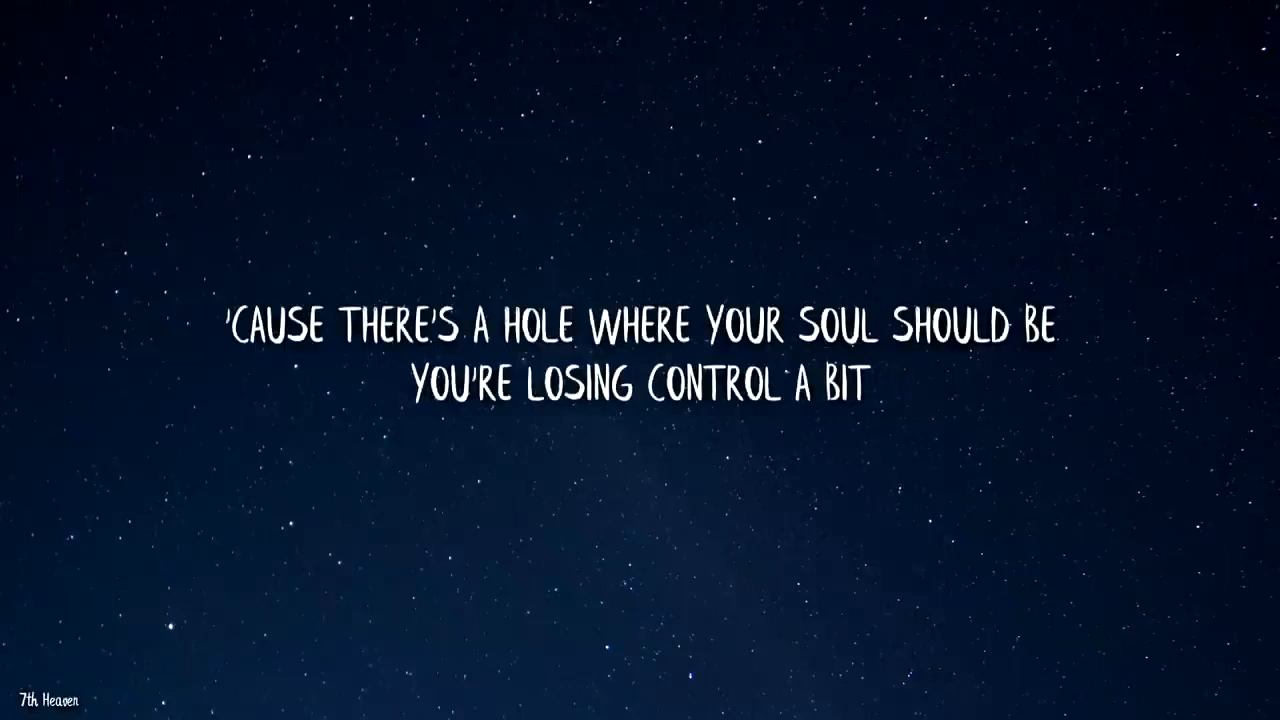 'CAUSE THERE'S A HOLE WHERE YOUR SOUL SHOULD BE
YOU'RE LOSING CONTROL A BIT
7th Heaven